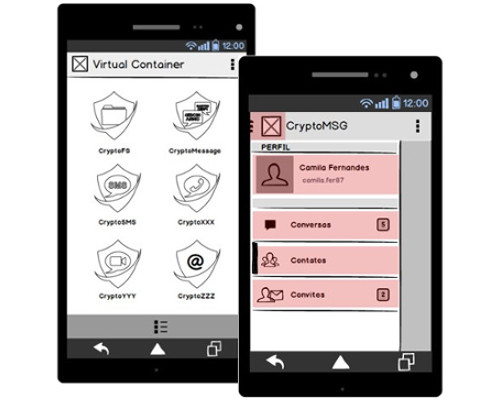 12:00
Virtual Container
CryptoFS
CryptoMessage
SMS
CryptoSMS
CryptoXXX
@
CryptoYYY
CryptoZZZ
12:00
CryptoMSG
PERFIL
Camila Fernandes
camila.fer87
Conversas 5
Contatos
Convites 2